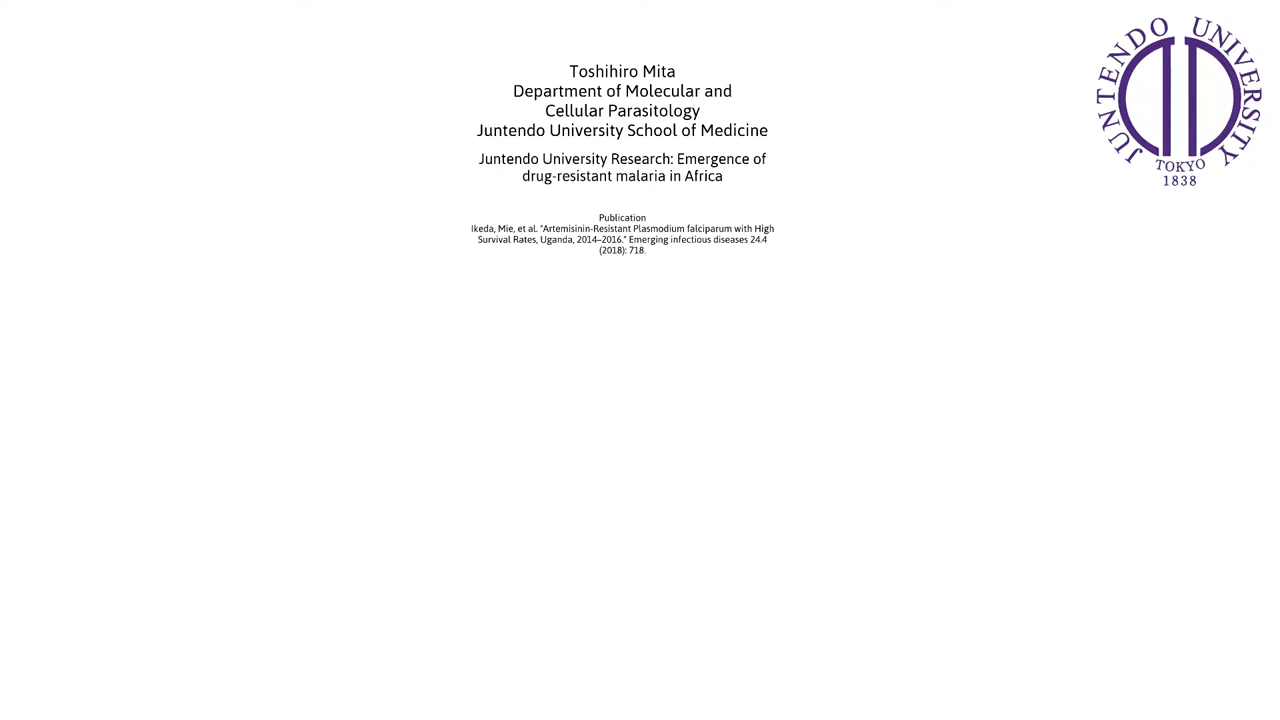 Toshihiro Mita
Department of Molecular and
Cellular Parasitology
Juntendo University School of Medicine
Juntendo University Research: Emergence of
drug-resistant malaria in Africa
Publication
Ikeda, Mie, et al. "Artemisinin-Resistant Plasmodium falciparum with High
Survival Rates, Uganda, 2014–2016." Emerging infectious diseases 24.4
(2018): 718.
JUNTENDO UNIVERSITY
TOKYO
1838